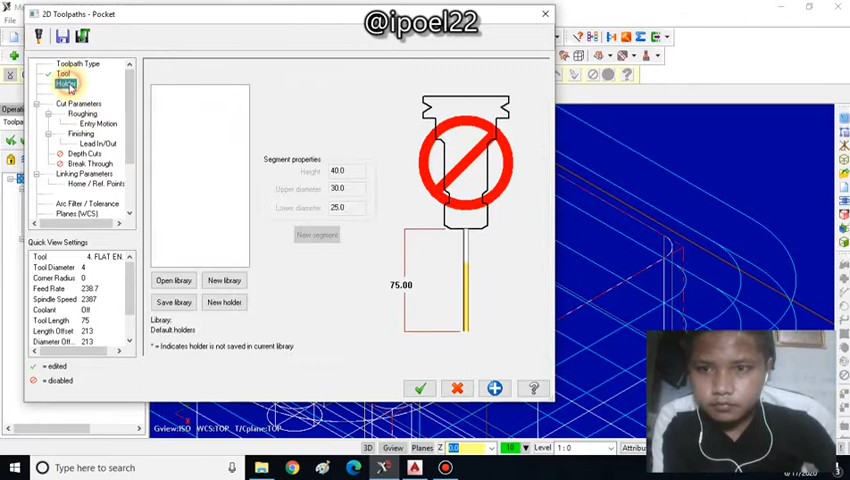 2D Toolpaths - Pocket
@ipoel22
Toolpath Type
Tool
Holder
Cut Parameters
Roughing
Entry Motion
Finishing
Lead In/Out
Depth Cuts
Break Through
Linking Parameters
Home / Ref. Points
Arc Filter / Tolerance
Planes (WCS)
Quick View Settings
Tool 4. FLAT EN..
Tool Diameter 4
Corner Radius 0
Feed Rate 238.7
Spindle Speed 2387
Coolant Off
Tool Length 75
Length Offset 213
Diameter Off... 213
✓ = edited
= disabled
Segment properties
Height 40.0
Upper diameter 30.0
Lower diameter 25.0
New segment
Open library
New library
Save library
New holder
Library:
Default holders
* = Indicates holder is not saved in current library
75.00
Gview:ISO WCS:TOP T/Cplane:TOP
3D Gview Planes Z 0.0 10 Level 1 : 0 Attribut
Type here to search